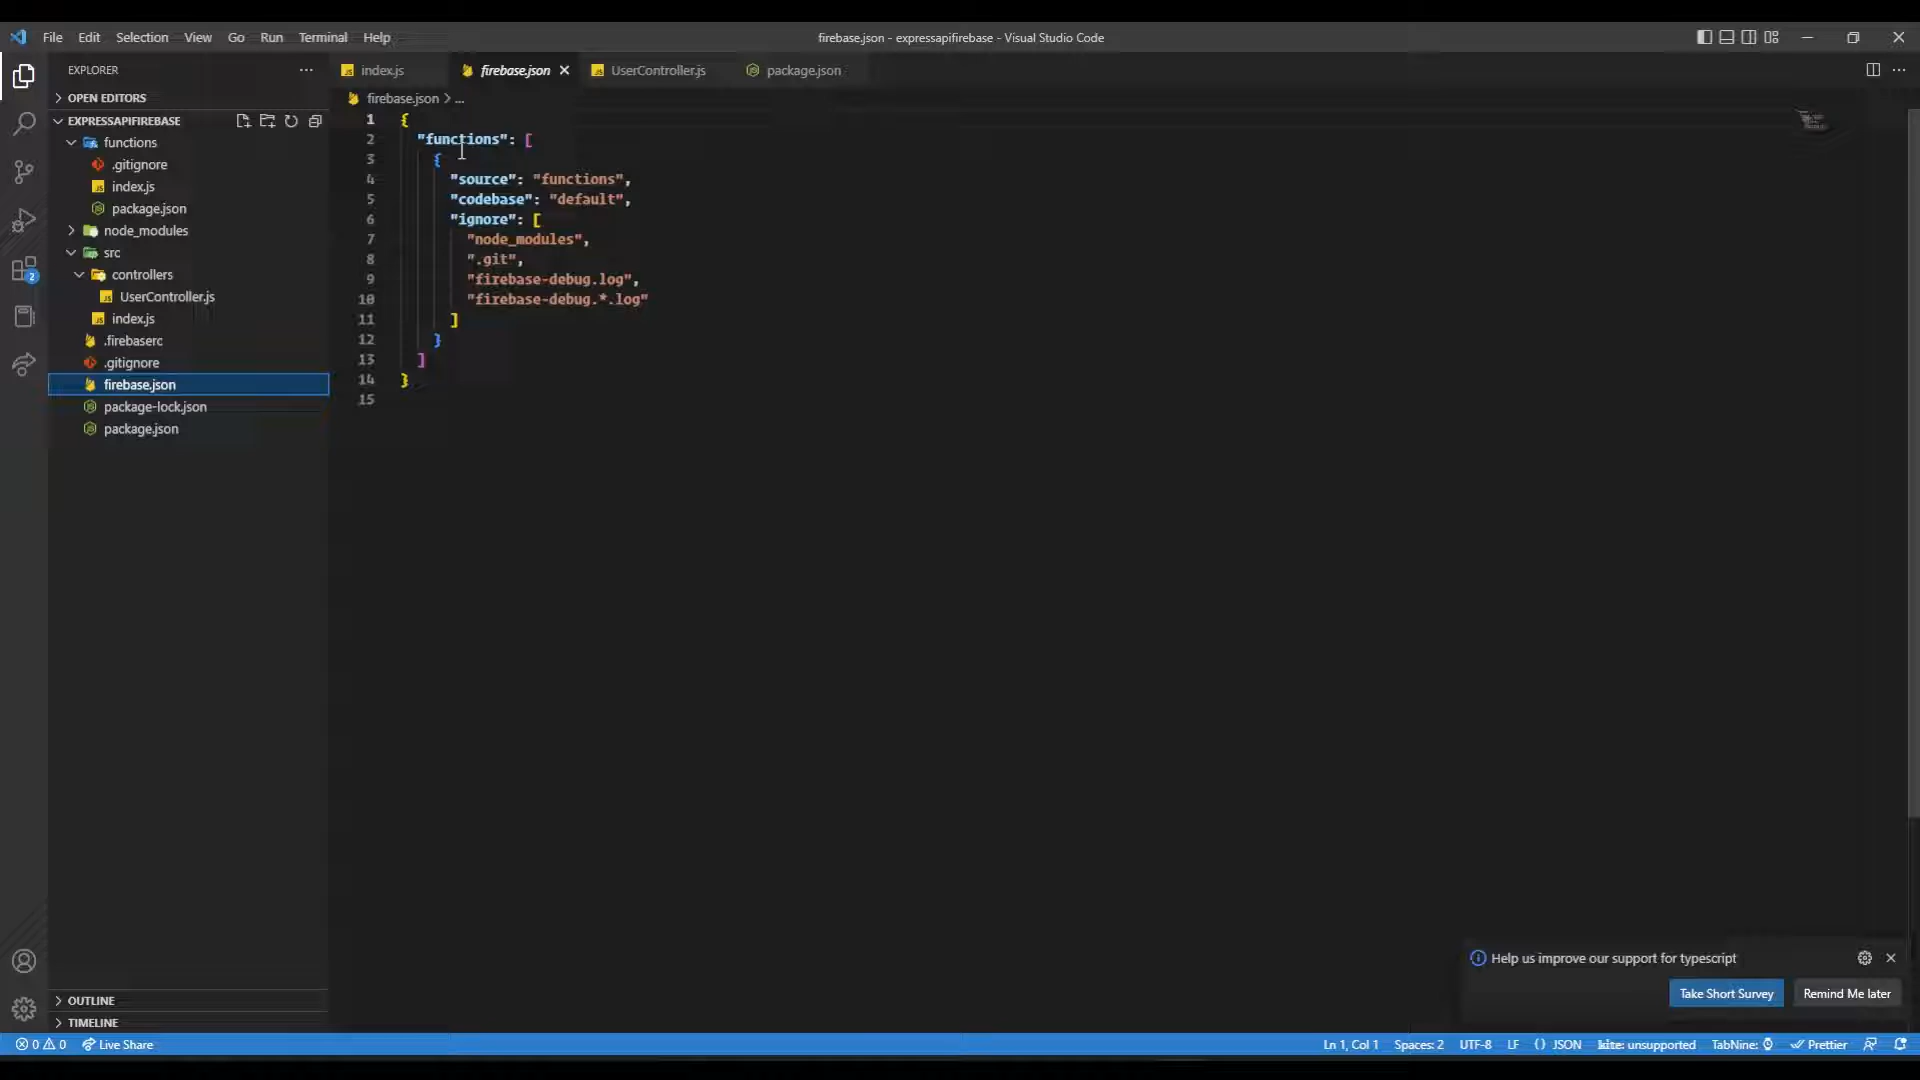 File Edit Selection View Go Run Terminal Help
firebase.json - expressapifirebase - Visual Studio Code
EXPLORER
index.js
firebase.json
UserController.js
package.json
OPEN EDITORS
firebase.json > ...
EXPRESSAPIFIREBASE
functions
.gitignore
index.js
package.json
node_modules
src
controllers
UserController.js
index.js
.firebaserc
.gitignore
firebase.json
package-lock.json
package.json
1 {
2 "functions": [
3 {
4 "source": "functions",
5 "codebase": "default",
6 "ignore": [
7 "node_modules",
8 ".git",
9 "firebase-debug.log",
10 "firebase-debug.*.log"
11 ]
12 }
13 ]
14 }
15
2
Help us improve our support for typescript
Take Short Survey
Remind Me later
OUTLINE
TIMELINE
0 0 Live Share
Ln 1, Col 1 Spaces: 2 UTF-8 LF {} JSON kite: unsupported TabNine: Prettier